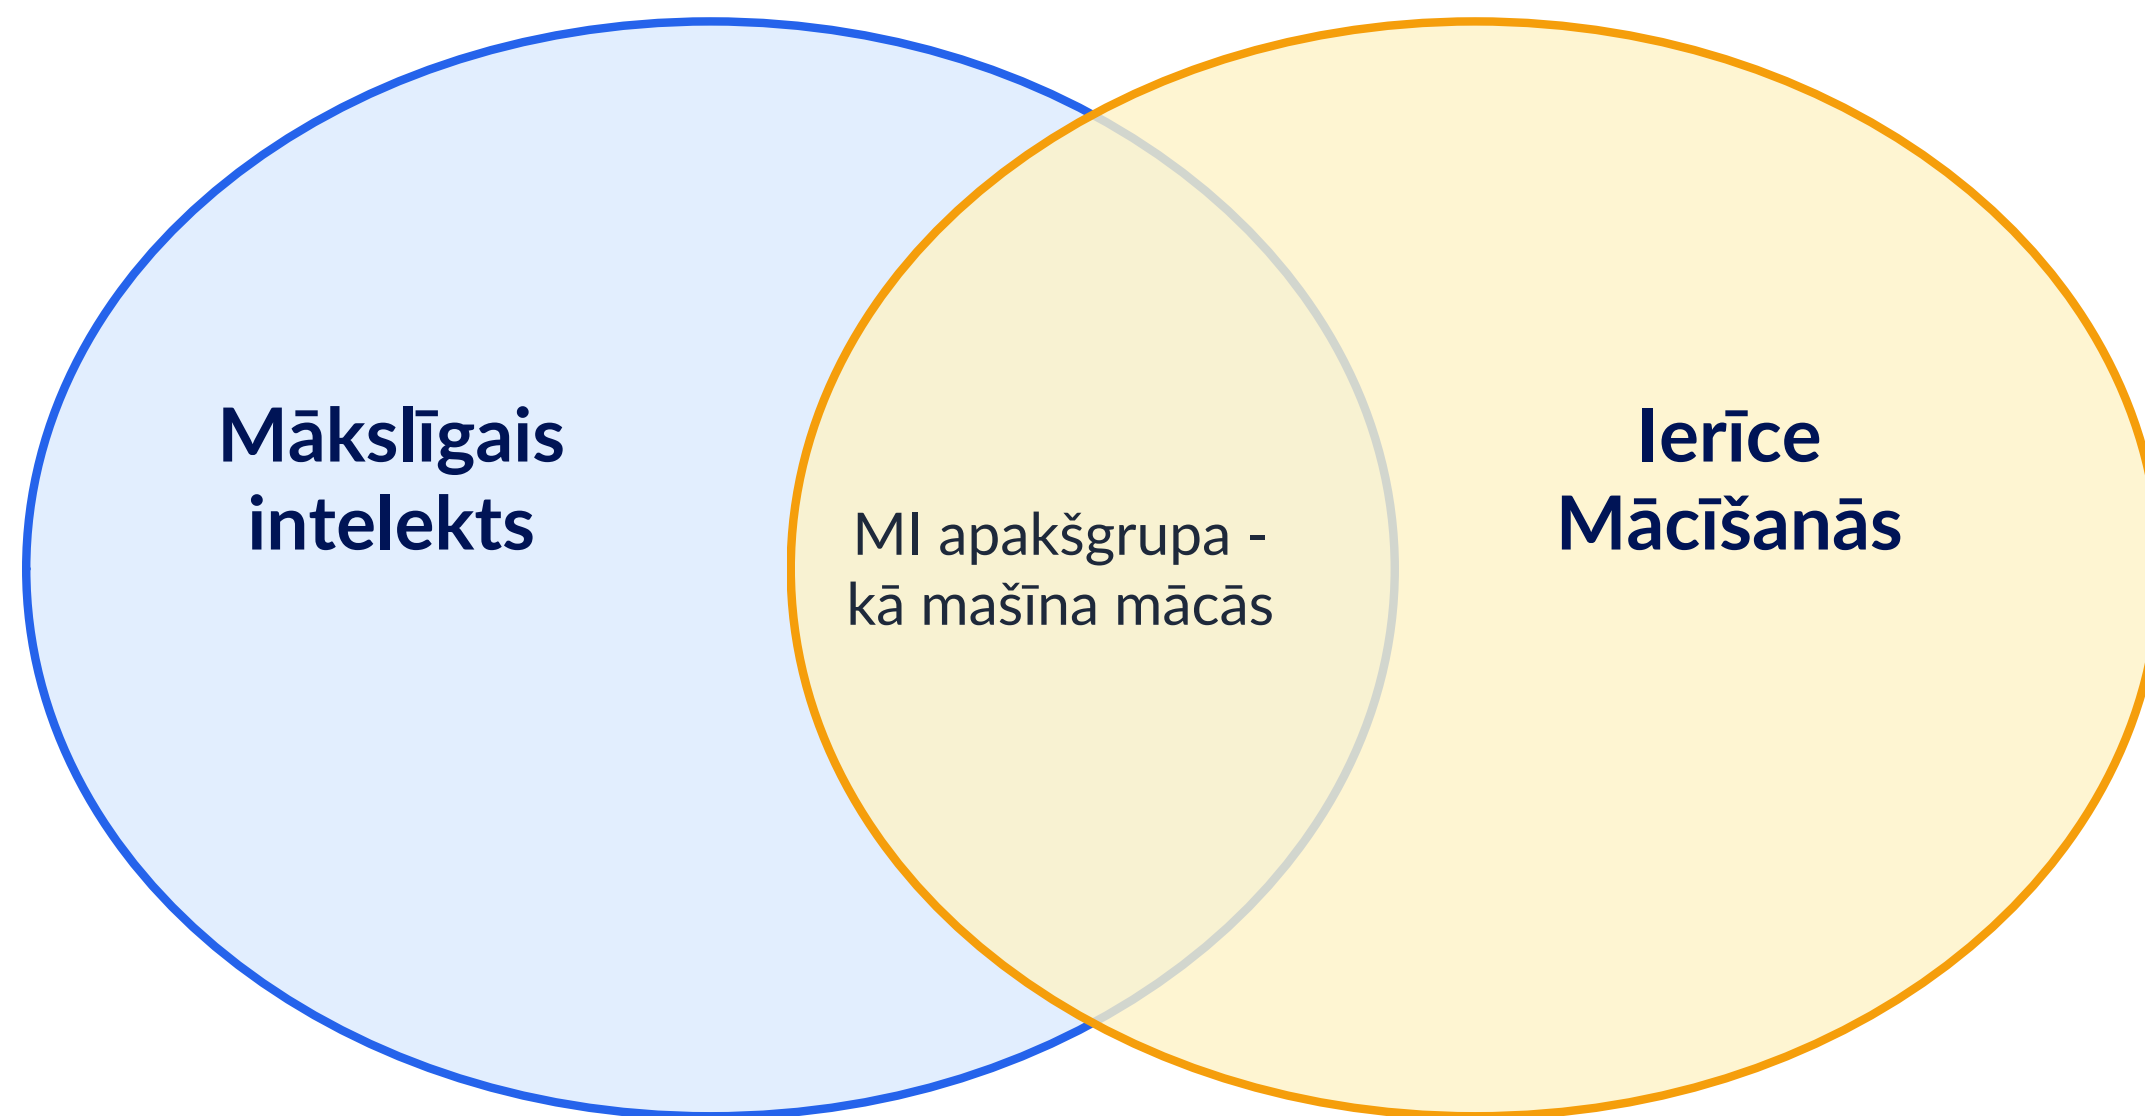 Mākslīgais
intelekts
MI apakšgrupa -
kā mašīna mācās
Ierīce
Mācīšanās